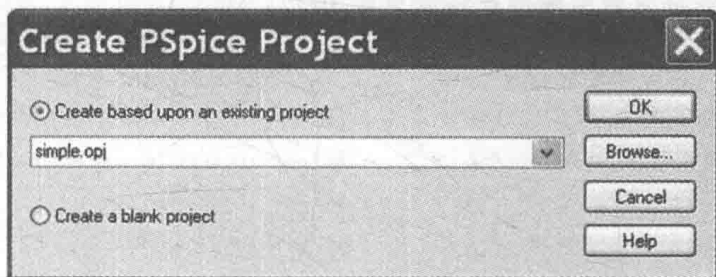 Create PSpice Project
Create based upon an existing project
OK
simple.opj
Browse...
Cancel
Create a blank project
Help